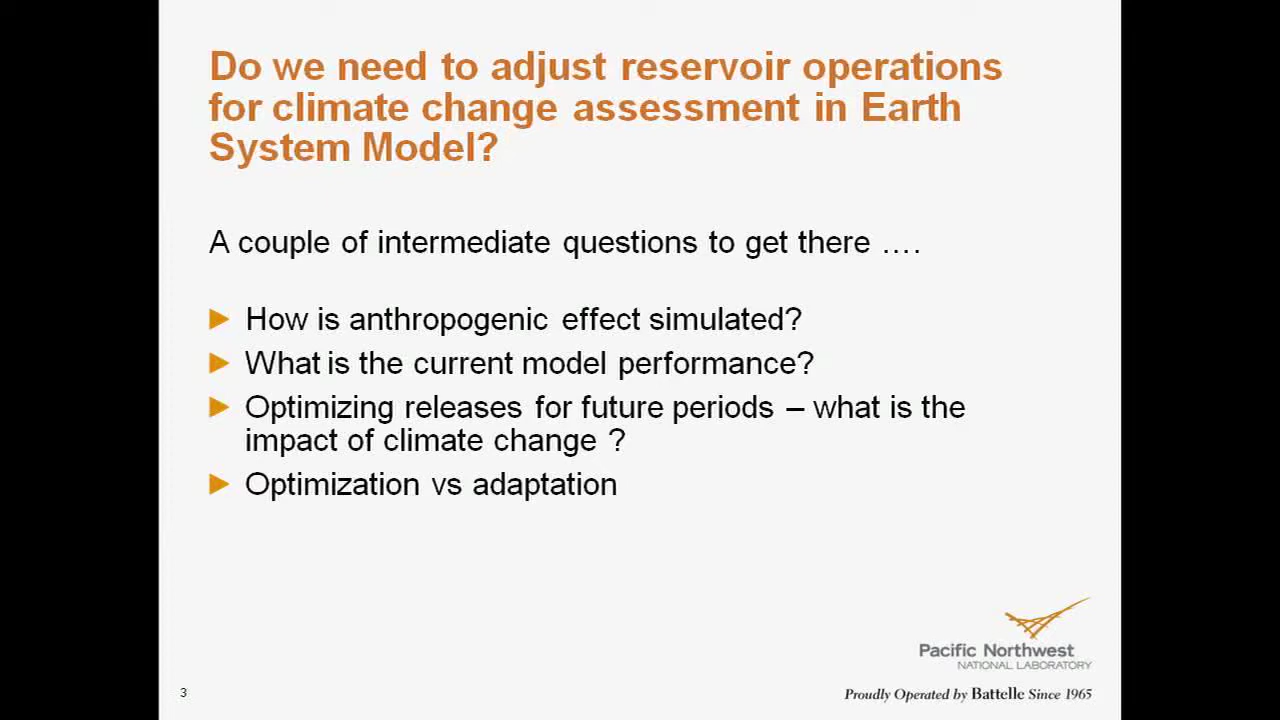 Do we need to adjust reservoir operations
for climate change assessment in Earth
System Model?
A couple of intermediate questions to get there ....
How is anthropogenic effect simulated?
What is the current model performance?
Optimizing releases for future periods – what is the
impact of climate change ?
Optimization vs adaptation
Pacific Northwest
NATIONAL LABORATORY
3
Proudly Operated by Battelle Since 1965